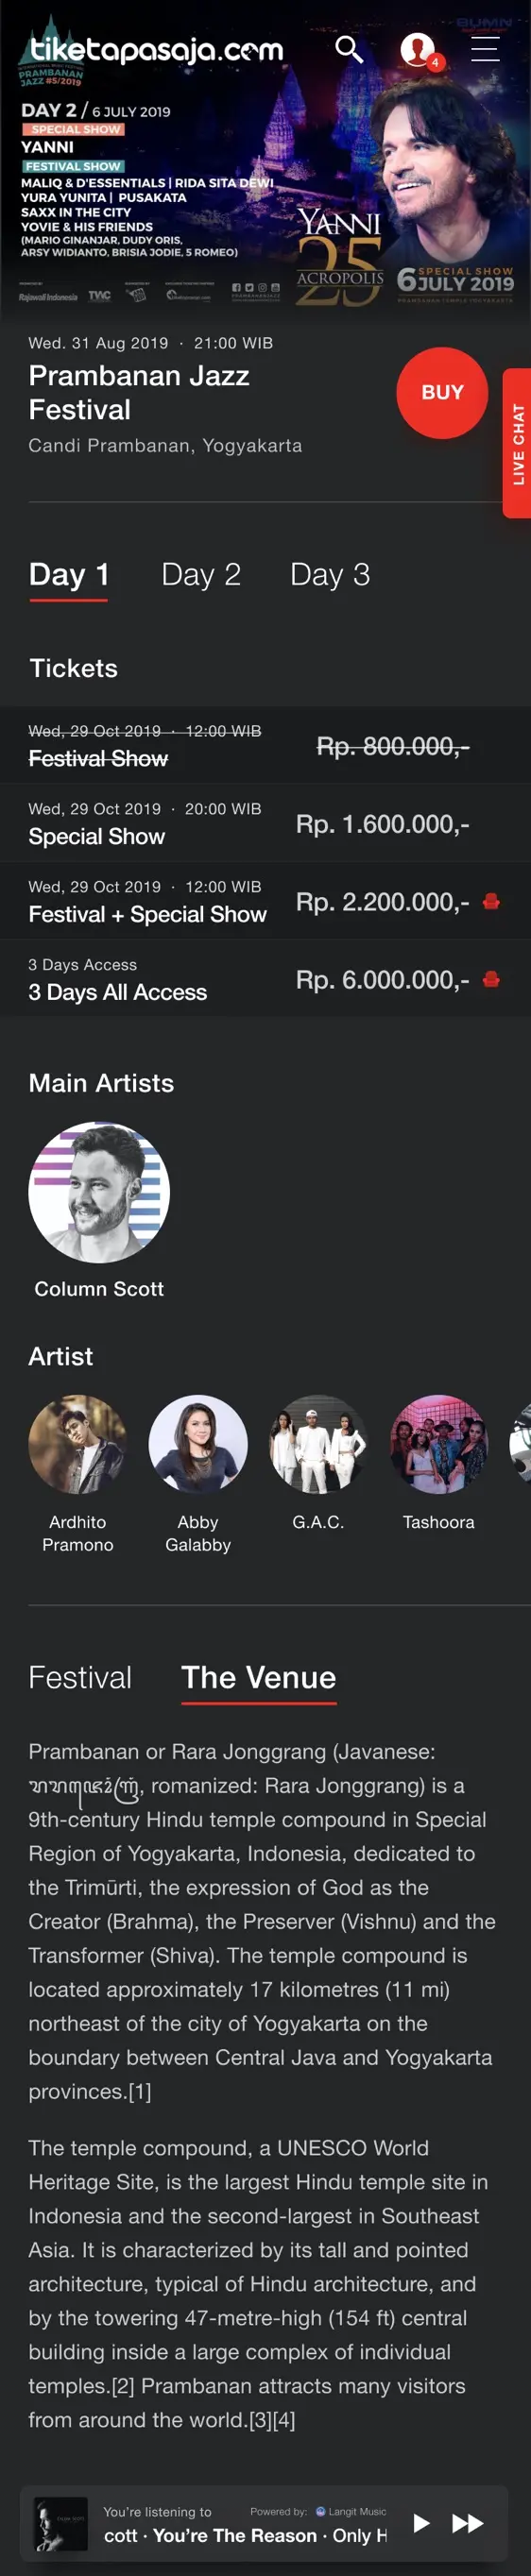 tiketapasaja.com
BUMN
4
PRAMBANAN
JAZZ #5/2019
DAY 2 / 6 JULY 2019
SPECIAL SHOW
YANNI
FESTIVAL SHOW
MALIQ & D'ESSENTIALS | RIDA SITA DEWI
YURA YUNITA | PUSAKATA
SAXX IN THE CITY
YOVIE & HIS FRIENDS
(MARIO GINANJAR, DUDY ORIS,
ARSY WIDIANTO, BRISIA JODIE, 5 ROMEO)
YANNI
25
ACROPOLIS
6 SPECIAL SHOW
JULY 2019
Rajawali Indonesia
Wed. 31 Aug 2019 · 21:00 WIB
Prambanan Jazz
Festival
Candi Prambanan, Yogyakarta
BUY
LIVE CHAT
Day 1 Day 2 Day 3
Tickets
Wed, 29 Oct 2019 · 12:00 WIB
Festival Show
Rp. 800.000,-
Wed, 29 Oct 2019 · 20:00 WIB
Special Show
Rp. 1.600.000,-
Wed, 29 Oct 2019 · 12:00 WIB
Festival + Special Show
Rp. 2.200.000,-
3 Days Access
3 Days All Access
Rp. 6.000.000,-
Main Artists
Column Scott
Artist
Ardhito
Pramono
Abby
Galabby
G.A.C.
Tashoora
Festival The Venue
Prambanan or Rara Jonggrang (Javanese:
, romanized: Rara Jonggrang) is a
9th-century Hindu temple compound in Special
Region of Yogyakarta, Indonesia, dedicated to
the Trimūrti, the expression of God as the
Creator (Brahma), the Preserver (Vishnu) and the
Transformer (Shiva). The temple compound is
located approximately 17 kilometres (11 mi)
northeast of the city of Yogyakarta on the
boundary between Central Java and Yogyakarta
provinces.[1]
The temple compound, a UNESCO World
Heritage Site, is the largest Hindu temple site in
Indonesia and the second-largest in Southeast
Asia. It is characterized by its tall and pointed
architecture, typical of Hindu architecture, and
by the towering 47-metre-high (154 ft) central
building inside a large complex of individual
temples.[2] Prambanan attracts many visitors
from around the world.[3][4]
You're listening to
Powered by: Langit Music
cott · You're The Reason · Only H